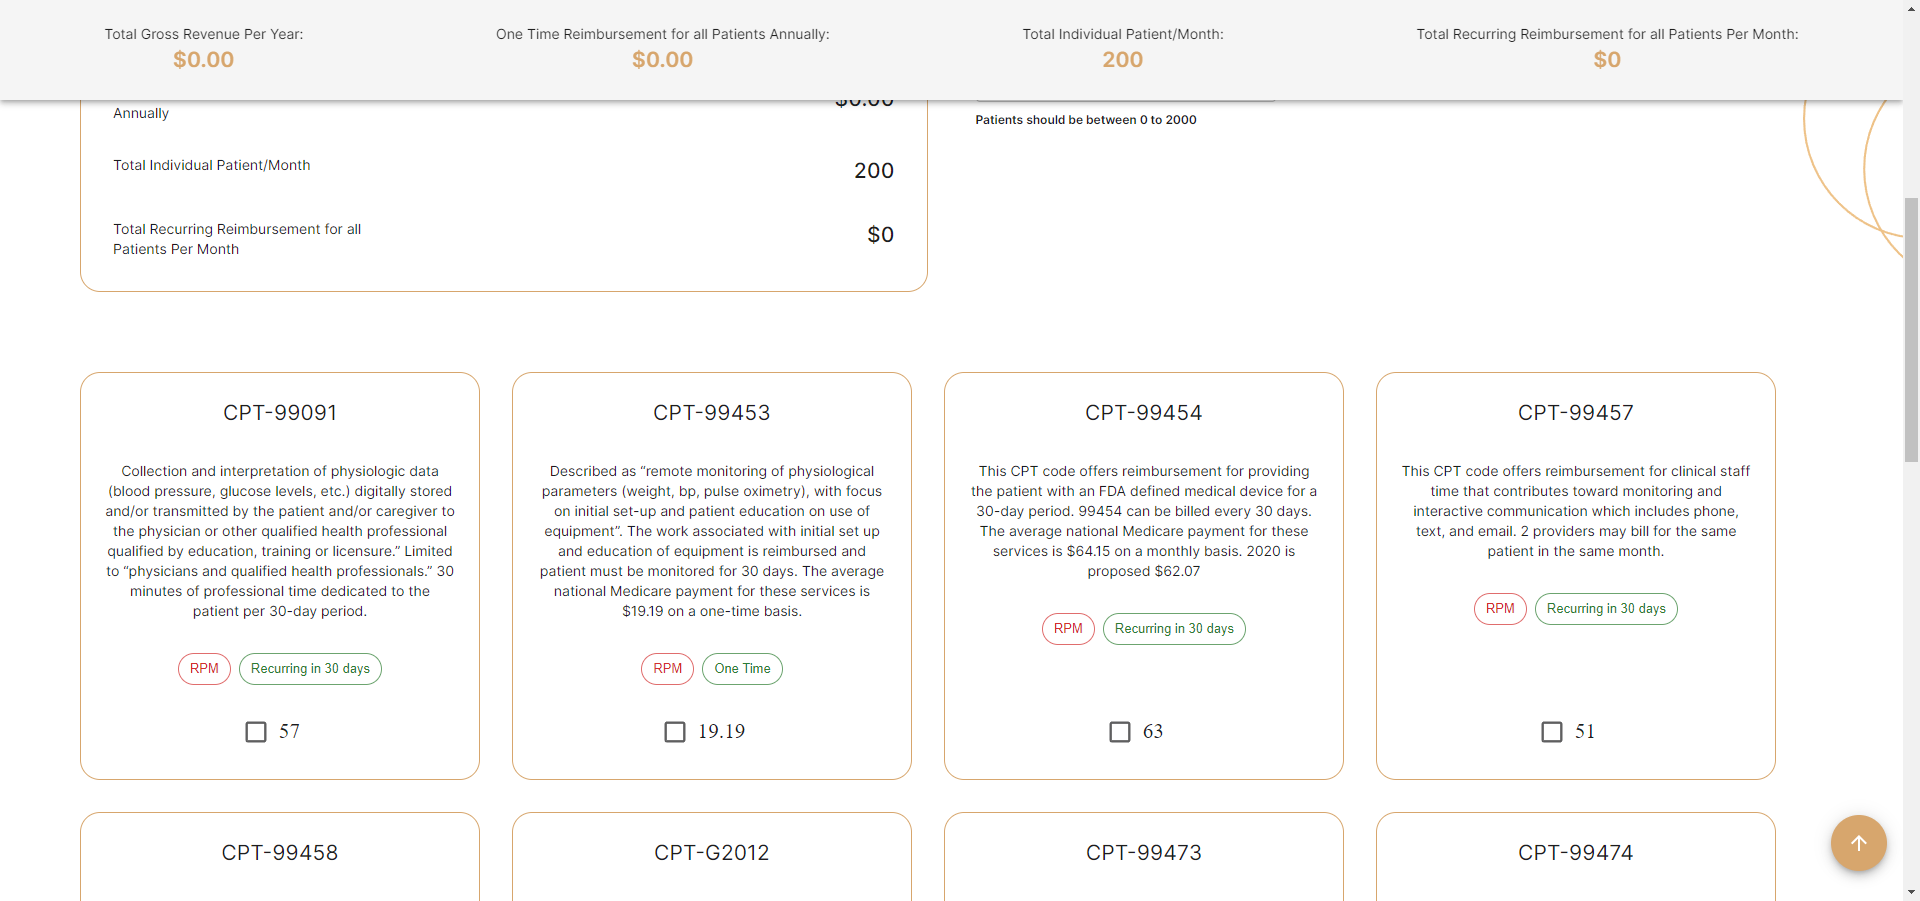 Total Gross Revenue Per Year:
$0.00
One Time Reimbursement for all Patients Annually:
$0.00
Total Individual Patient/Month:
200
Total Recurring Reimbursement for all Patients Per Month:
$0
Annually
$0.00
Patients should be between 0 to 2000
Total Individual Patient/Month
200
Total Recurring Reimbursement for all
Patients Per Month
$0
CPT-99091
Collection and interpretation of physiologic data
(blood pressure, glucose levels, etc.) digitally stored
and/or transmitted by the patient and/or caregiver to
the physician or other qualified health professional
qualified by education, training or licensure.” Limited
to “physicians and qualified health professionals.” 30
minutes of professional time dedicated to the
patient per 30-day period.
RPM
Recurring in 30 days
57
CPT-99453
Described as “remote monitoring of physiological
parameters (weight, bp, pulse oximetry), with focus
on initial set-up and patient education on use of
equipment”. The work associated with initial set up
and education of equipment is reimbursed and
patient must be monitored for 30 days. The average
national Medicare payment for these services is
$19.19 on a one-time basis.
RPM
One Time
19.19
CPT-99454
This CPT code offers reimbursement for providing
the patient with an FDA defined medical device for a
30-day period. 99454 can be billed every 30 days.
The average national Medicare payment for these
services is $64.15 on a monthly basis. 2020 is
proposed $62.07
RPM
Recurring in 30 days
63
CPT-99457
This CPT code offers reimbursement for clinical staff
time that contributes toward monitoring and
interactive communication which includes phone,
text, and email. 2 providers may bill for the same
patient in the same month.
RPM
Recurring in 30 days
51
CPT-99458
CPT-G2012
CPT-99473
CPT-99474